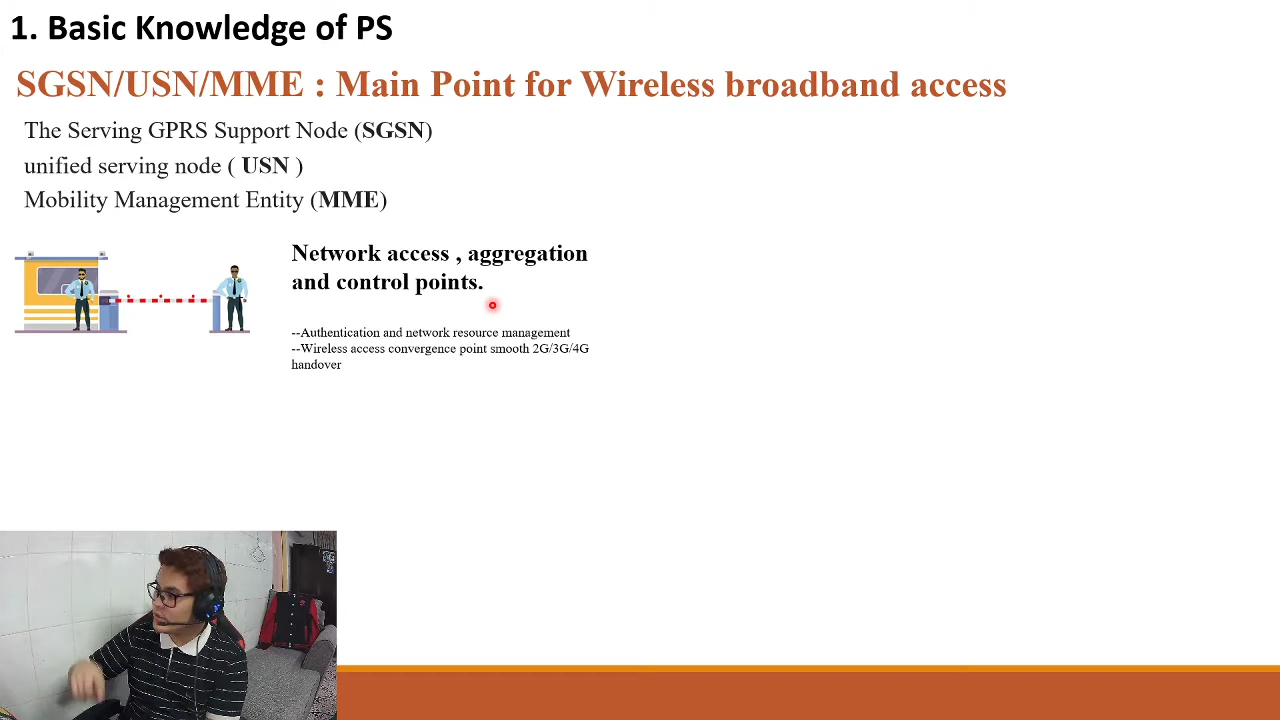 1. Basic Knowledge of PS
SGSN/USN/MME : Main Point for Wireless broadband access
The Serving GPRS Support Node (SGSN)
unified serving node ( USN )
Mobility Management Entity (MME)
Network access , aggregation
and control points.
--Authentication and network resource management
--Wireless access convergence point smooth 2G/3G/4G
handover